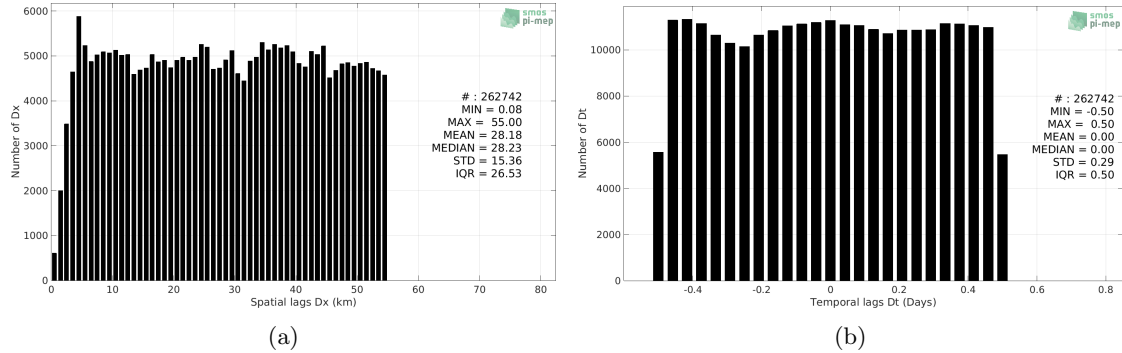 6000
5000
4000
3000
2000
1000
0
Number of Dx
0 10 20 30 40 50 60 70 80
Spatial lags Dx (km)
smos
pi-mep
# : 262742
MIN = 0.08
MAX = 55.00
MEAN = 28.18
MEDIAN = 28.23
STD = 15.36
IQR = 26.53
(a)
10000
8000
6000
4000
2000
0
Number of Dt
-0.4 -0.2 0 0.2 0.4 0.6 0.8
Temporal lags Dt (Days)
smos
pi-mep
# : 262742
MIN = -0.50
MAX = 0.50
MEAN = 0.00
MEDIAN = 0.00
STD = 0.29
IQR = 0.50
(b)